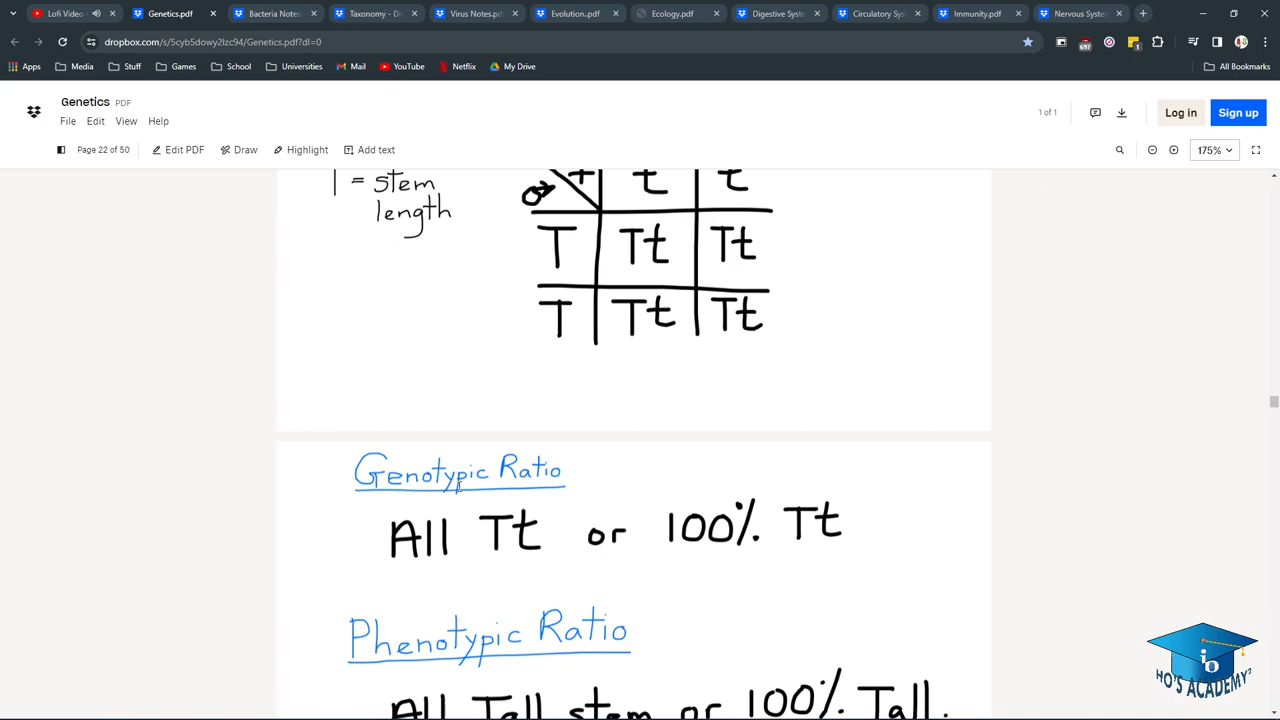 Lofi Video
Genetics.pdf
Bacteria Notes.
Taxonomy - D
Virus Notes.pdf
Evolution..pdf
Ecology.pdf
Digestive Syst
Circulatory Sys
Immunity.pdf
Nervous Syste
dropbox.com/s/5cyb5dowy2lzc94/Genetics.pdf?dl=0
697
1
Apps
Media
Stuff
Games
School
Universities
Mail
YouTube
Netflix
My Drive
All Bookmarks
Genetics PDF
File Edit View Help
1 of 1
Log in
Sign up
Page 22 of 50
Edit PDF
Draw
Highlight
Add text
175%
T = stem
length
♂ ♀ t t
T Tt Tt
T Tt Tt
Genotypic Ratio
All Tt or 100% Tt
Phenotypic Ratio
All Tall stem or 100% Tall.
HO'S ACADEMY